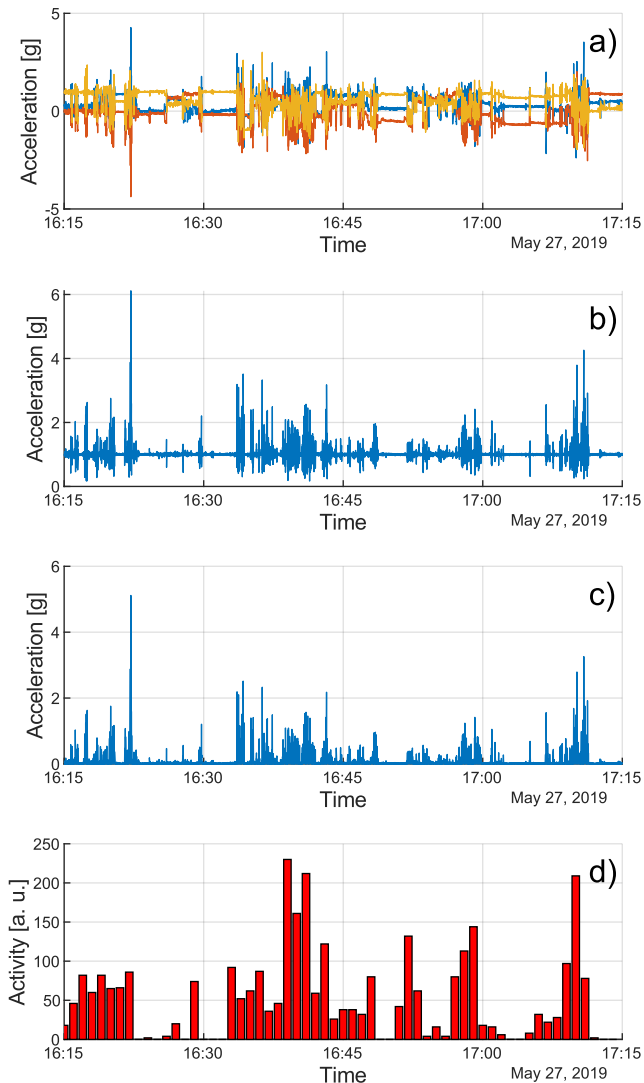 a)
Acceleration [g]
5
0
-5
16:15 16:30 16:45 17:00 17:15
Time
May 27, 2019
b)
Acceleration [g]
6
4
2
0
16:15 16:30 16:45 17:00 17:15
Time
May 27, 2019
c)
Acceleration [g]
6
4
2
0
16:15 16:30 16:45 17:00 17:15
Time
May 27, 2019
d)
Activity [a. u.]
250
200
150
100
50
0
16:15 16:30 16:45 17:00 17:15
Time
May 27, 2019